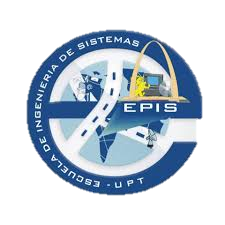 ESCUELA DE INGENIERIA DE SISTEMAS
EPIS
- UPT